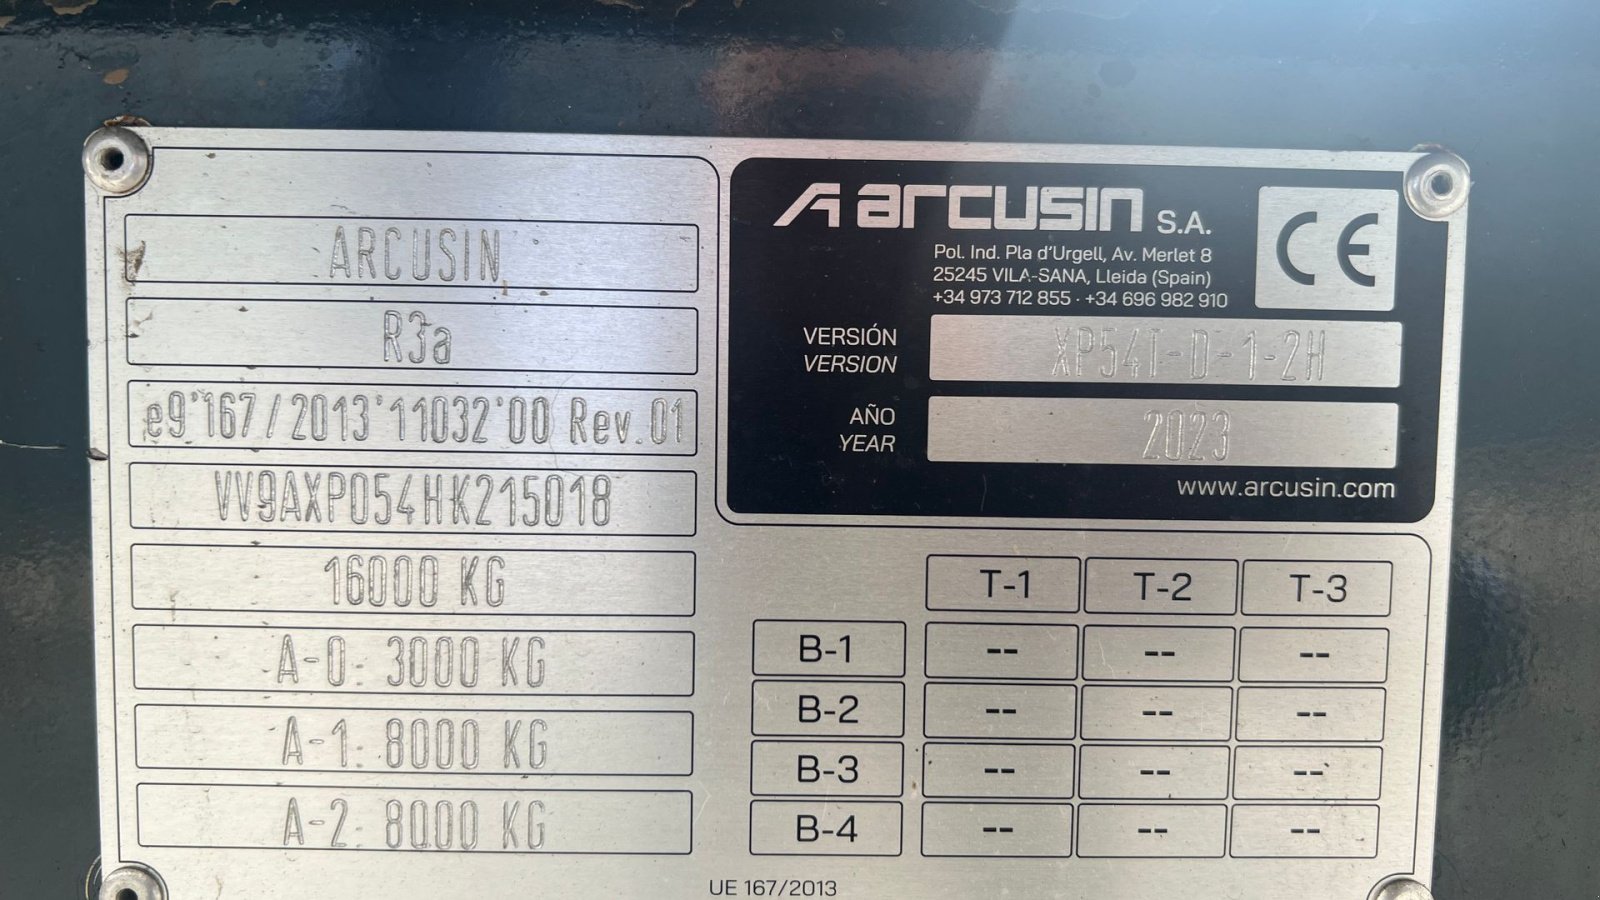 ARCUSIN
R3a
e9*167/2013*11032*00 Rev.01
VV9AXP054HK215018
16000 KG
A-0: 3000 KG
A-1: 8000 KG
A-2: 8000 KG
ARCUSIN S.A.
CE
Pol. Ind. Pla d'Urgell, Av. Merlet 8
25245 VILA-SANA, Lleida (Spain)
+34 973 712 855 · +34 696 982 910
VERSIÓN
VERSION
XP54T-D-1-2H
AÑO
YEAR
2023
www.arcusin.com
T-1 T-2 T-3
B-1 -- -- --
B-2 -- -- --
B-3 -- -- --
B-4 -- -- --
UE 167/2013